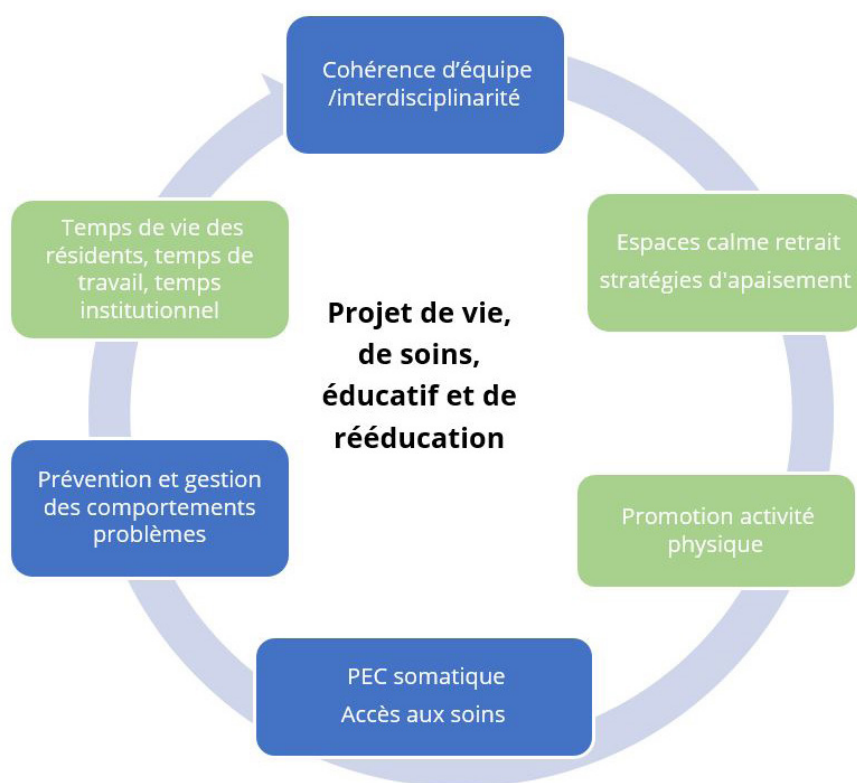 Cohérence d'équipe
/interdisciplinarité
Espaces calme retrait
stratégies d'apaisement
Promotion activité
physique
PEC somatique
Accès aux soins
Prévention et gestion
des comportements
problèmes
Temps de vie des
résidents, temps de
travail, temps
institutionnel
Projet de vie,
de soins,
éducatif et de
rééducation